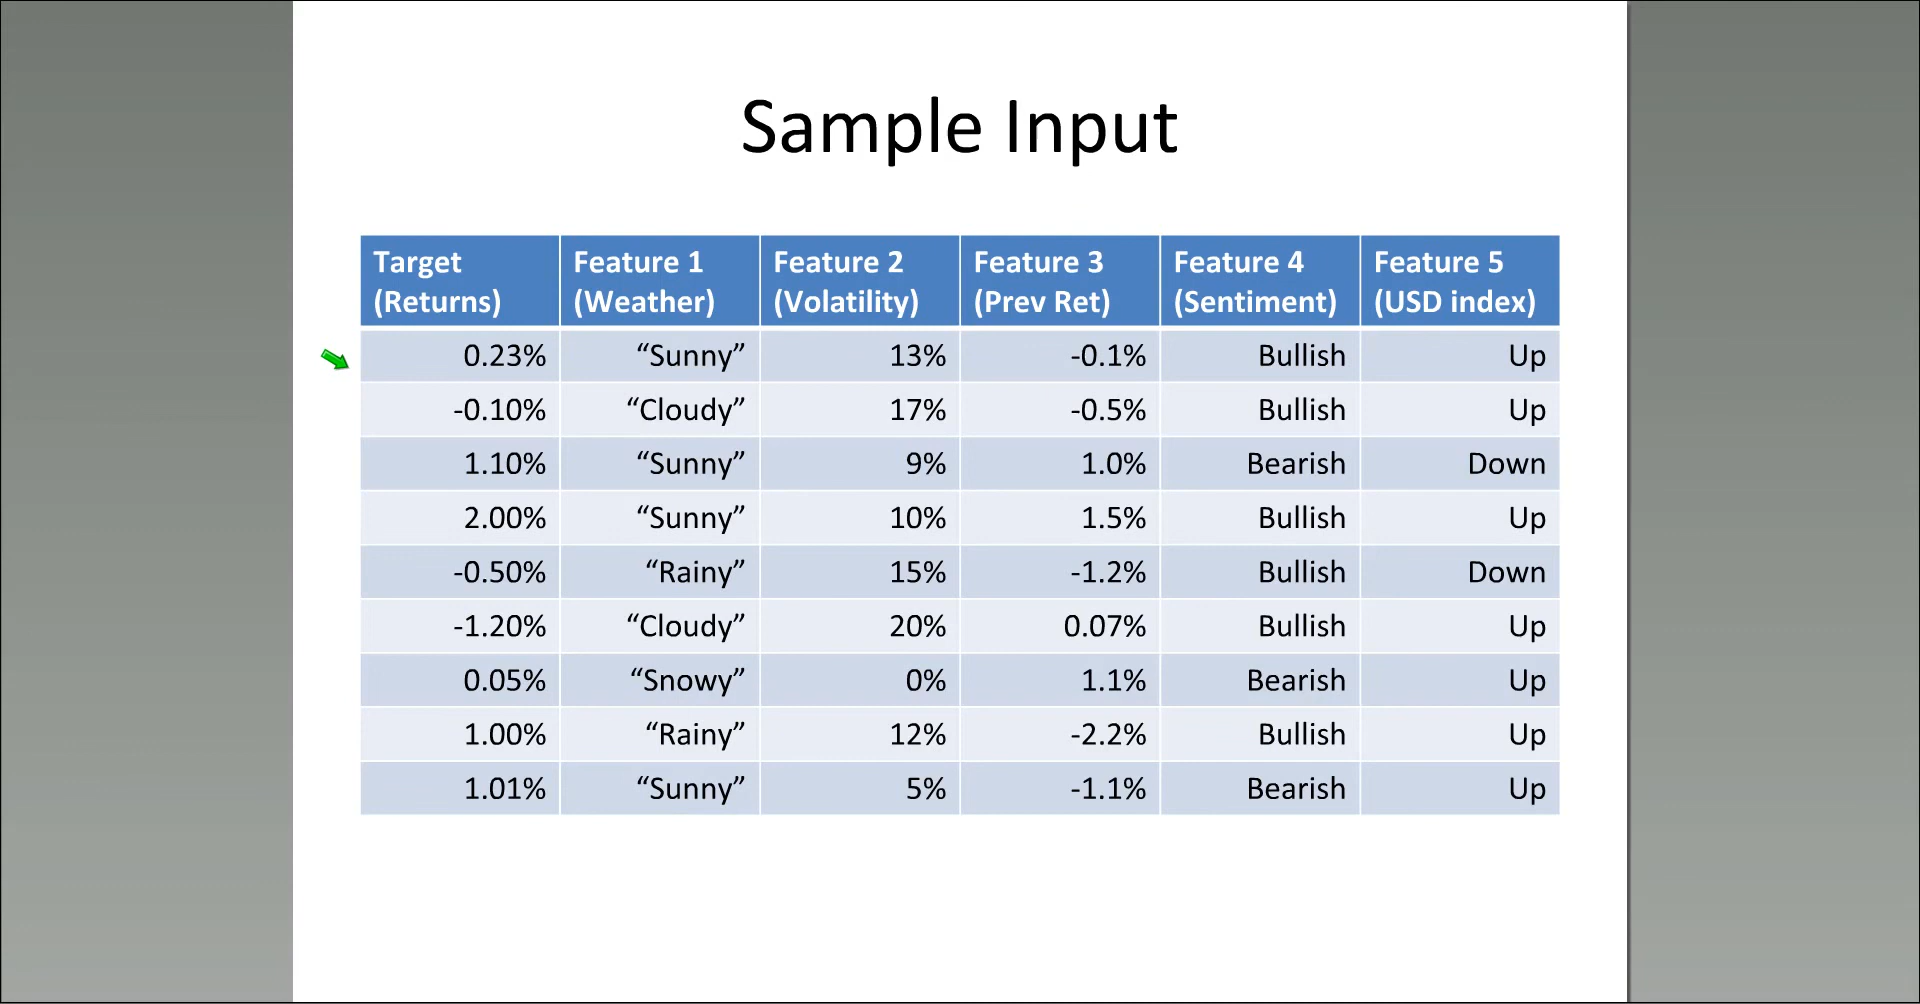 Sample Input
Target (Returns) Feature 1 (Weather) Feature 2 (Volatility) Feature 3 (Prev Ret) Feature 4 (Sentiment) Feature 5 (USD index)
0.23% “Sunny” 13% -0.1% Bullish Up
-0.10% “Cloudy” 17% -0.5% Bullish Up
1.10% “Sunny” 9% 1.0% Bearish Down
2.00% “Sunny” 10% 1.5% Bullish Up
-0.50% “Rainy” 15% -1.2% Bullish Down
-1.20% “Cloudy” 20% 0.07% Bullish Up
0.05% “Snowy” 0% 1.1% Bearish Up
1.00% “Rainy” 12% -2.2% Bullish Up
1.01% “Sunny” 5% -1.1% Bearish Up